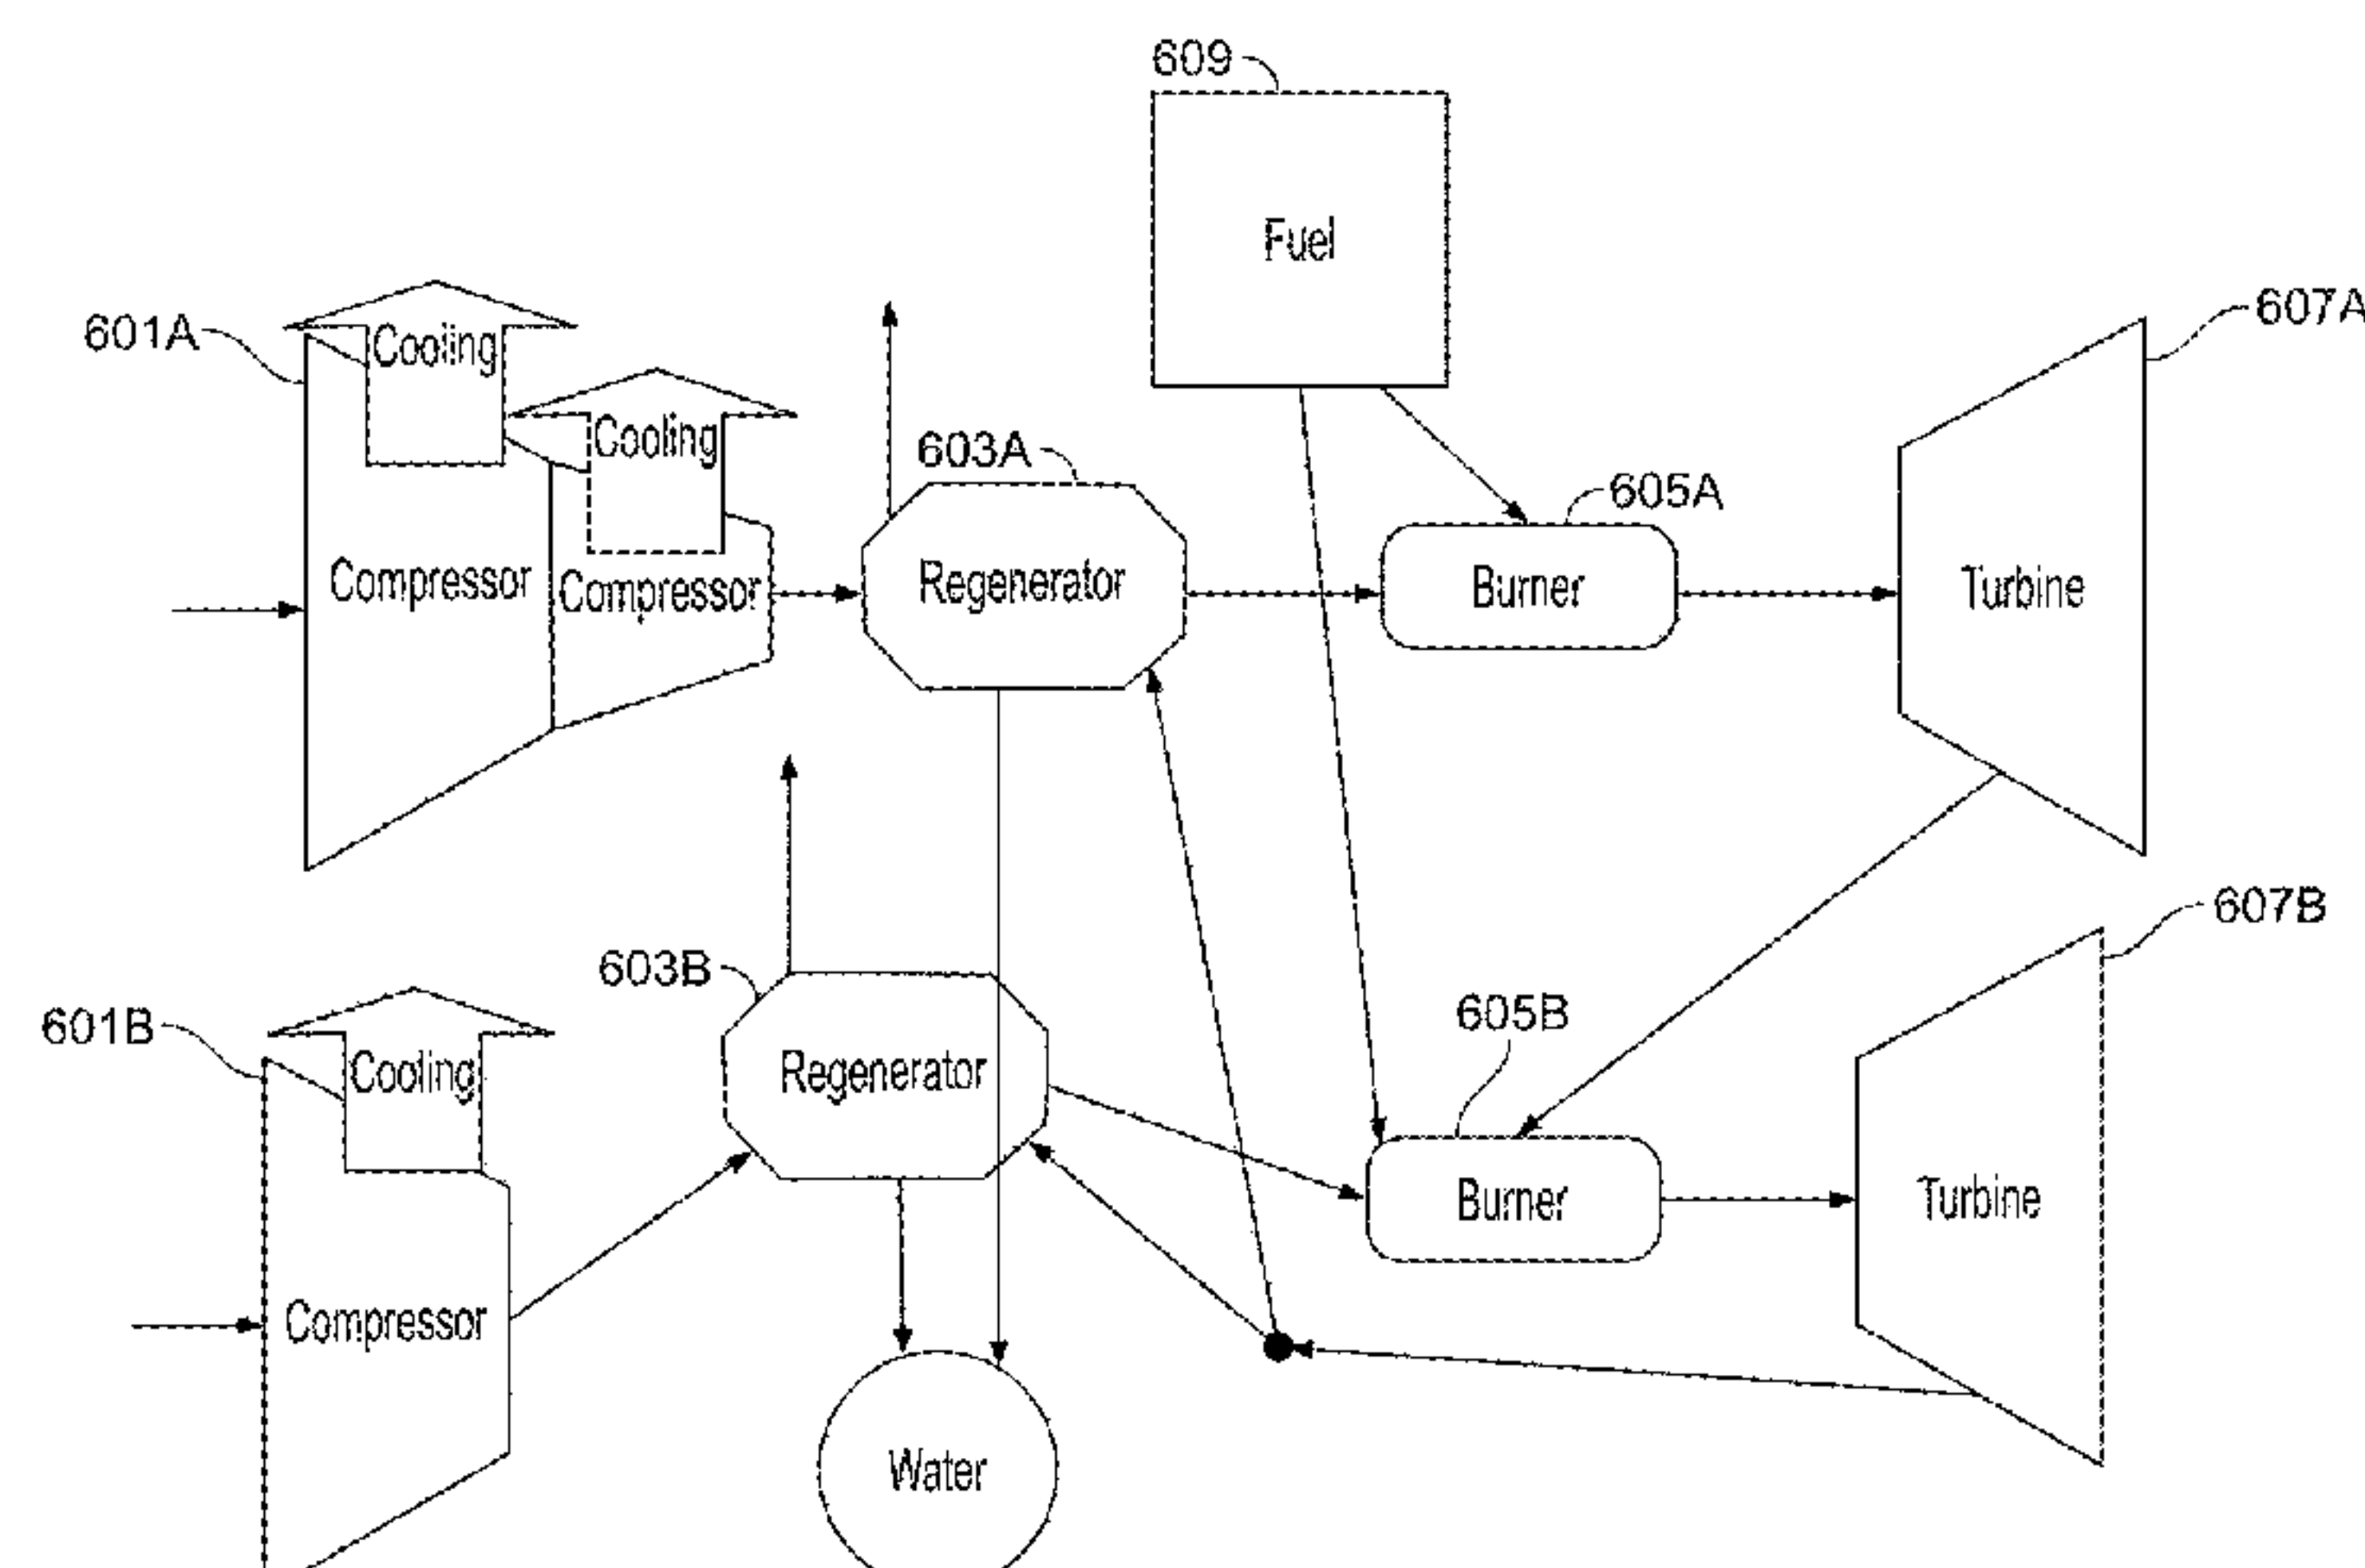 609
Fuel
601A
Cooling
607A
Cooling
603A
605A
Compressor
Compressor
Regenerator
Burner
Turbine
607B
603B
605B
601B
Cooling
Regenerator
Burner
Turbine
Compressor
Water